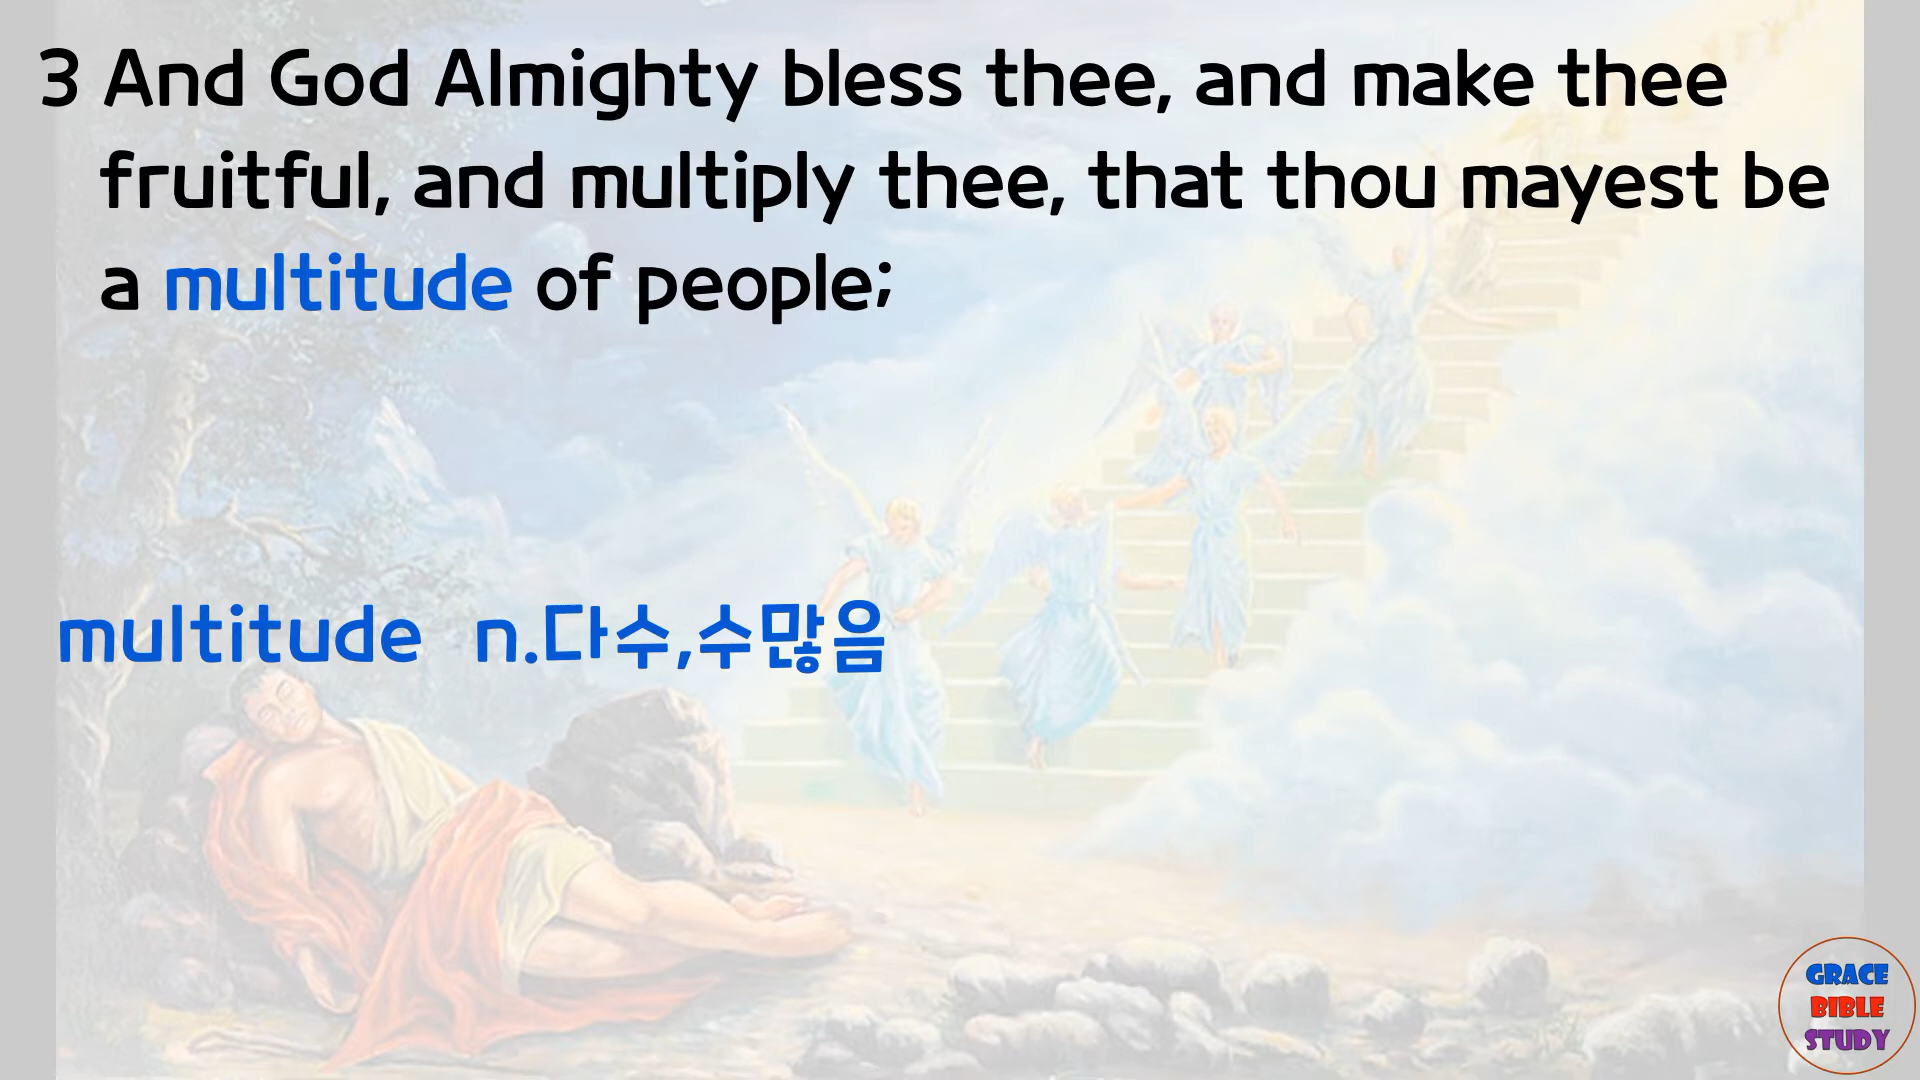 3 And God Almighty bless thee, and make thee
fruitful, and multiply thee, that thou mayest be
a multitude of people;
multitude n.다수,수많음
GRACE
BIBLE
STUDY